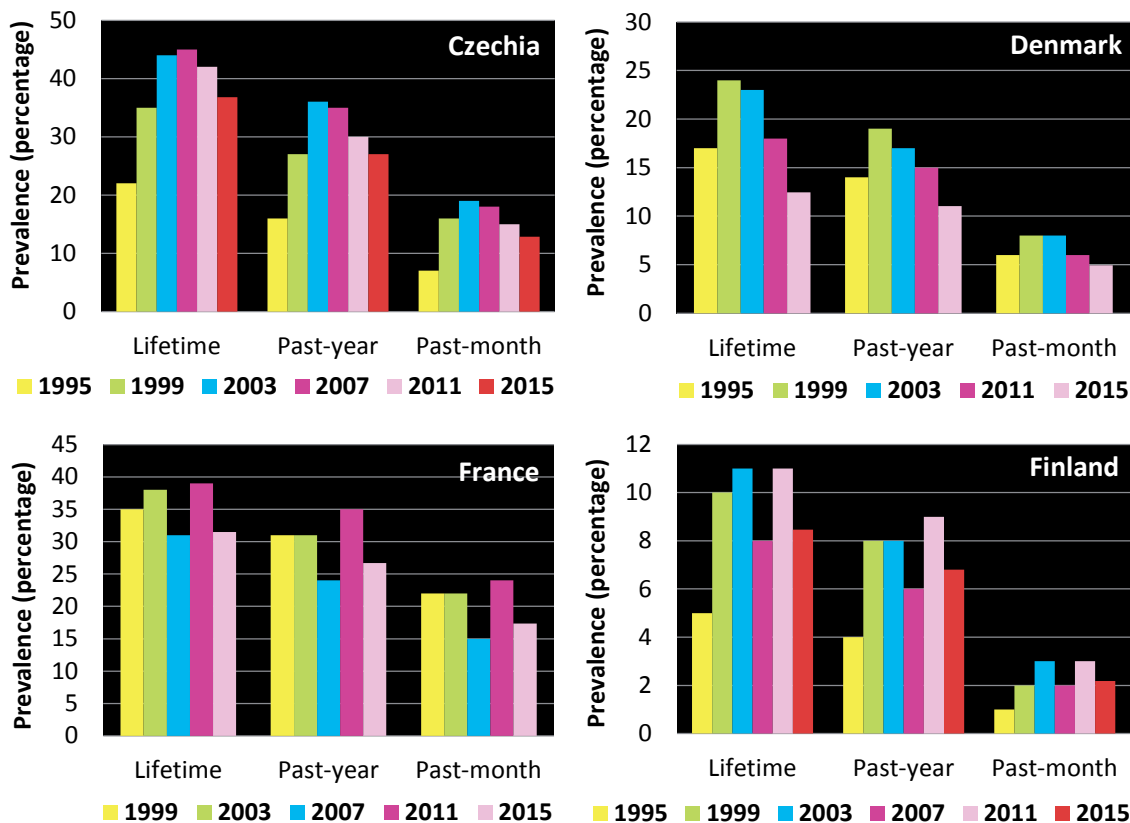 Prevalence (percentage)
50
40
30
20
10
0
Czechia
Lifetime Past-year Past-month
1995 1999 2003 2007 2011 2015
Prevalence (percentage)
30
25
20
15
10
5
0
Denmark
Lifetime Past-year Past-month
1995 1999 2003 2011 2015
Prevalence (percentage)
45
40
35
30
25
20
15
10
5
0
France
Lifetime Past-year Past-month
1999 2003 2007 2011 2015
Prevalence (percentage)
12
10
8
6
4
2
0
Finland
Lifetime Past-year Past-month
1995 1999 2003 2007 2011 2015